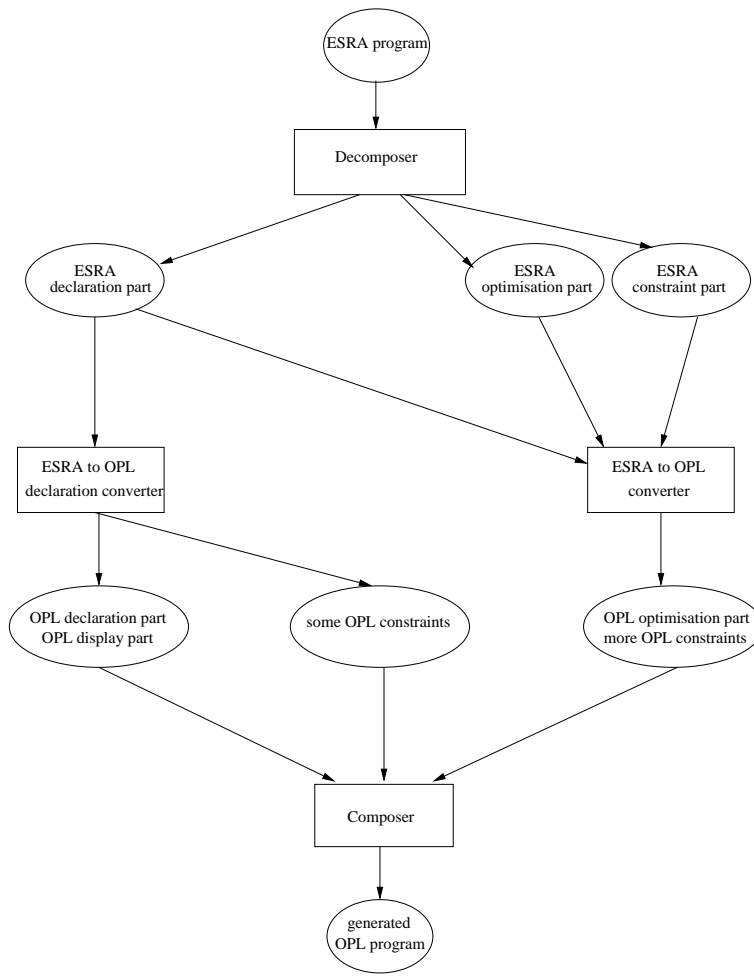 ESRA program
Decomposer
ESRA
declaration part
ESRA
optimisation part
ESRA
constraint part
ESRA to OPL
declaration converter
ESRA to OPL
converter
OPL declaration part
OPL display part
some OPL constraints
OPL optimisation part
more OPL constraints
Composer
generated
OPL program